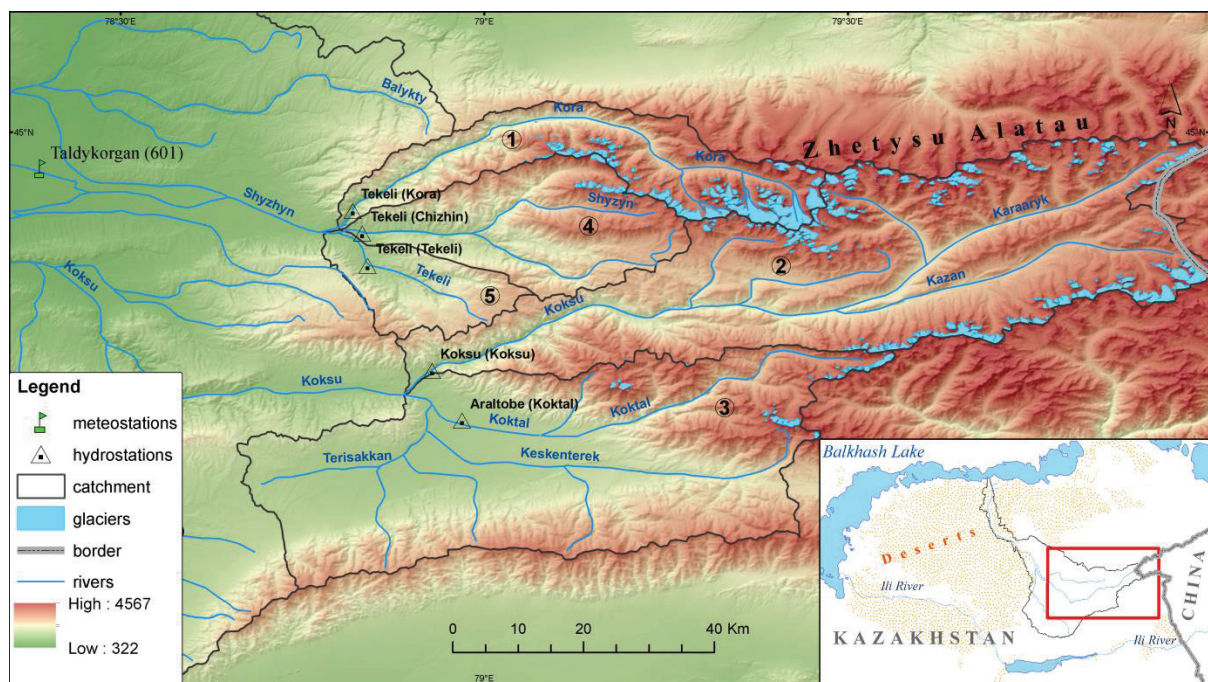 78°30'E
79°E
79°30'E
Balykty
Kora
45°N
Taldykorgan (601)
1
Kora
Zhetysu Alatau
N
45°N
Tekeli (Kora)
Shyzhyn
Tekeli (Chizhin)
Shyzyn
4
Karaaryk
Tekeli (Tekeli)
2
Koksu
Tekeli
5
Koksu
Kazan
Koksu (Koksu)
Koksu
Araltobe (Koktal)
Koktal
Koktal
3
Terisakkan
Keskenterek
Legend
meteostations
hydrostations
catchment
glaciers
border
rivers
High : 4567
Low : 322
0 10 20 40 Km
79°E
Balkhash Lake
Deserts
Ili River
KAZAKHSTAN
CHINA
Ili River